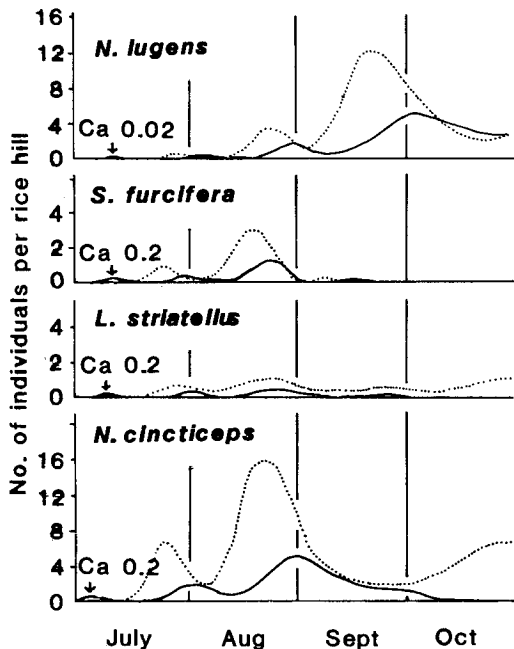 No. of individuals per rice hill
16
N. lugens
12
8
Ca 0.02
4
0
S. furcifera
4
Ca 0.2
2
0
L. striatellus
4
Ca 0.2
2
0
N. cincticeps
16
12
8
Ca 0.2
4
0
July Aug Sept Oct